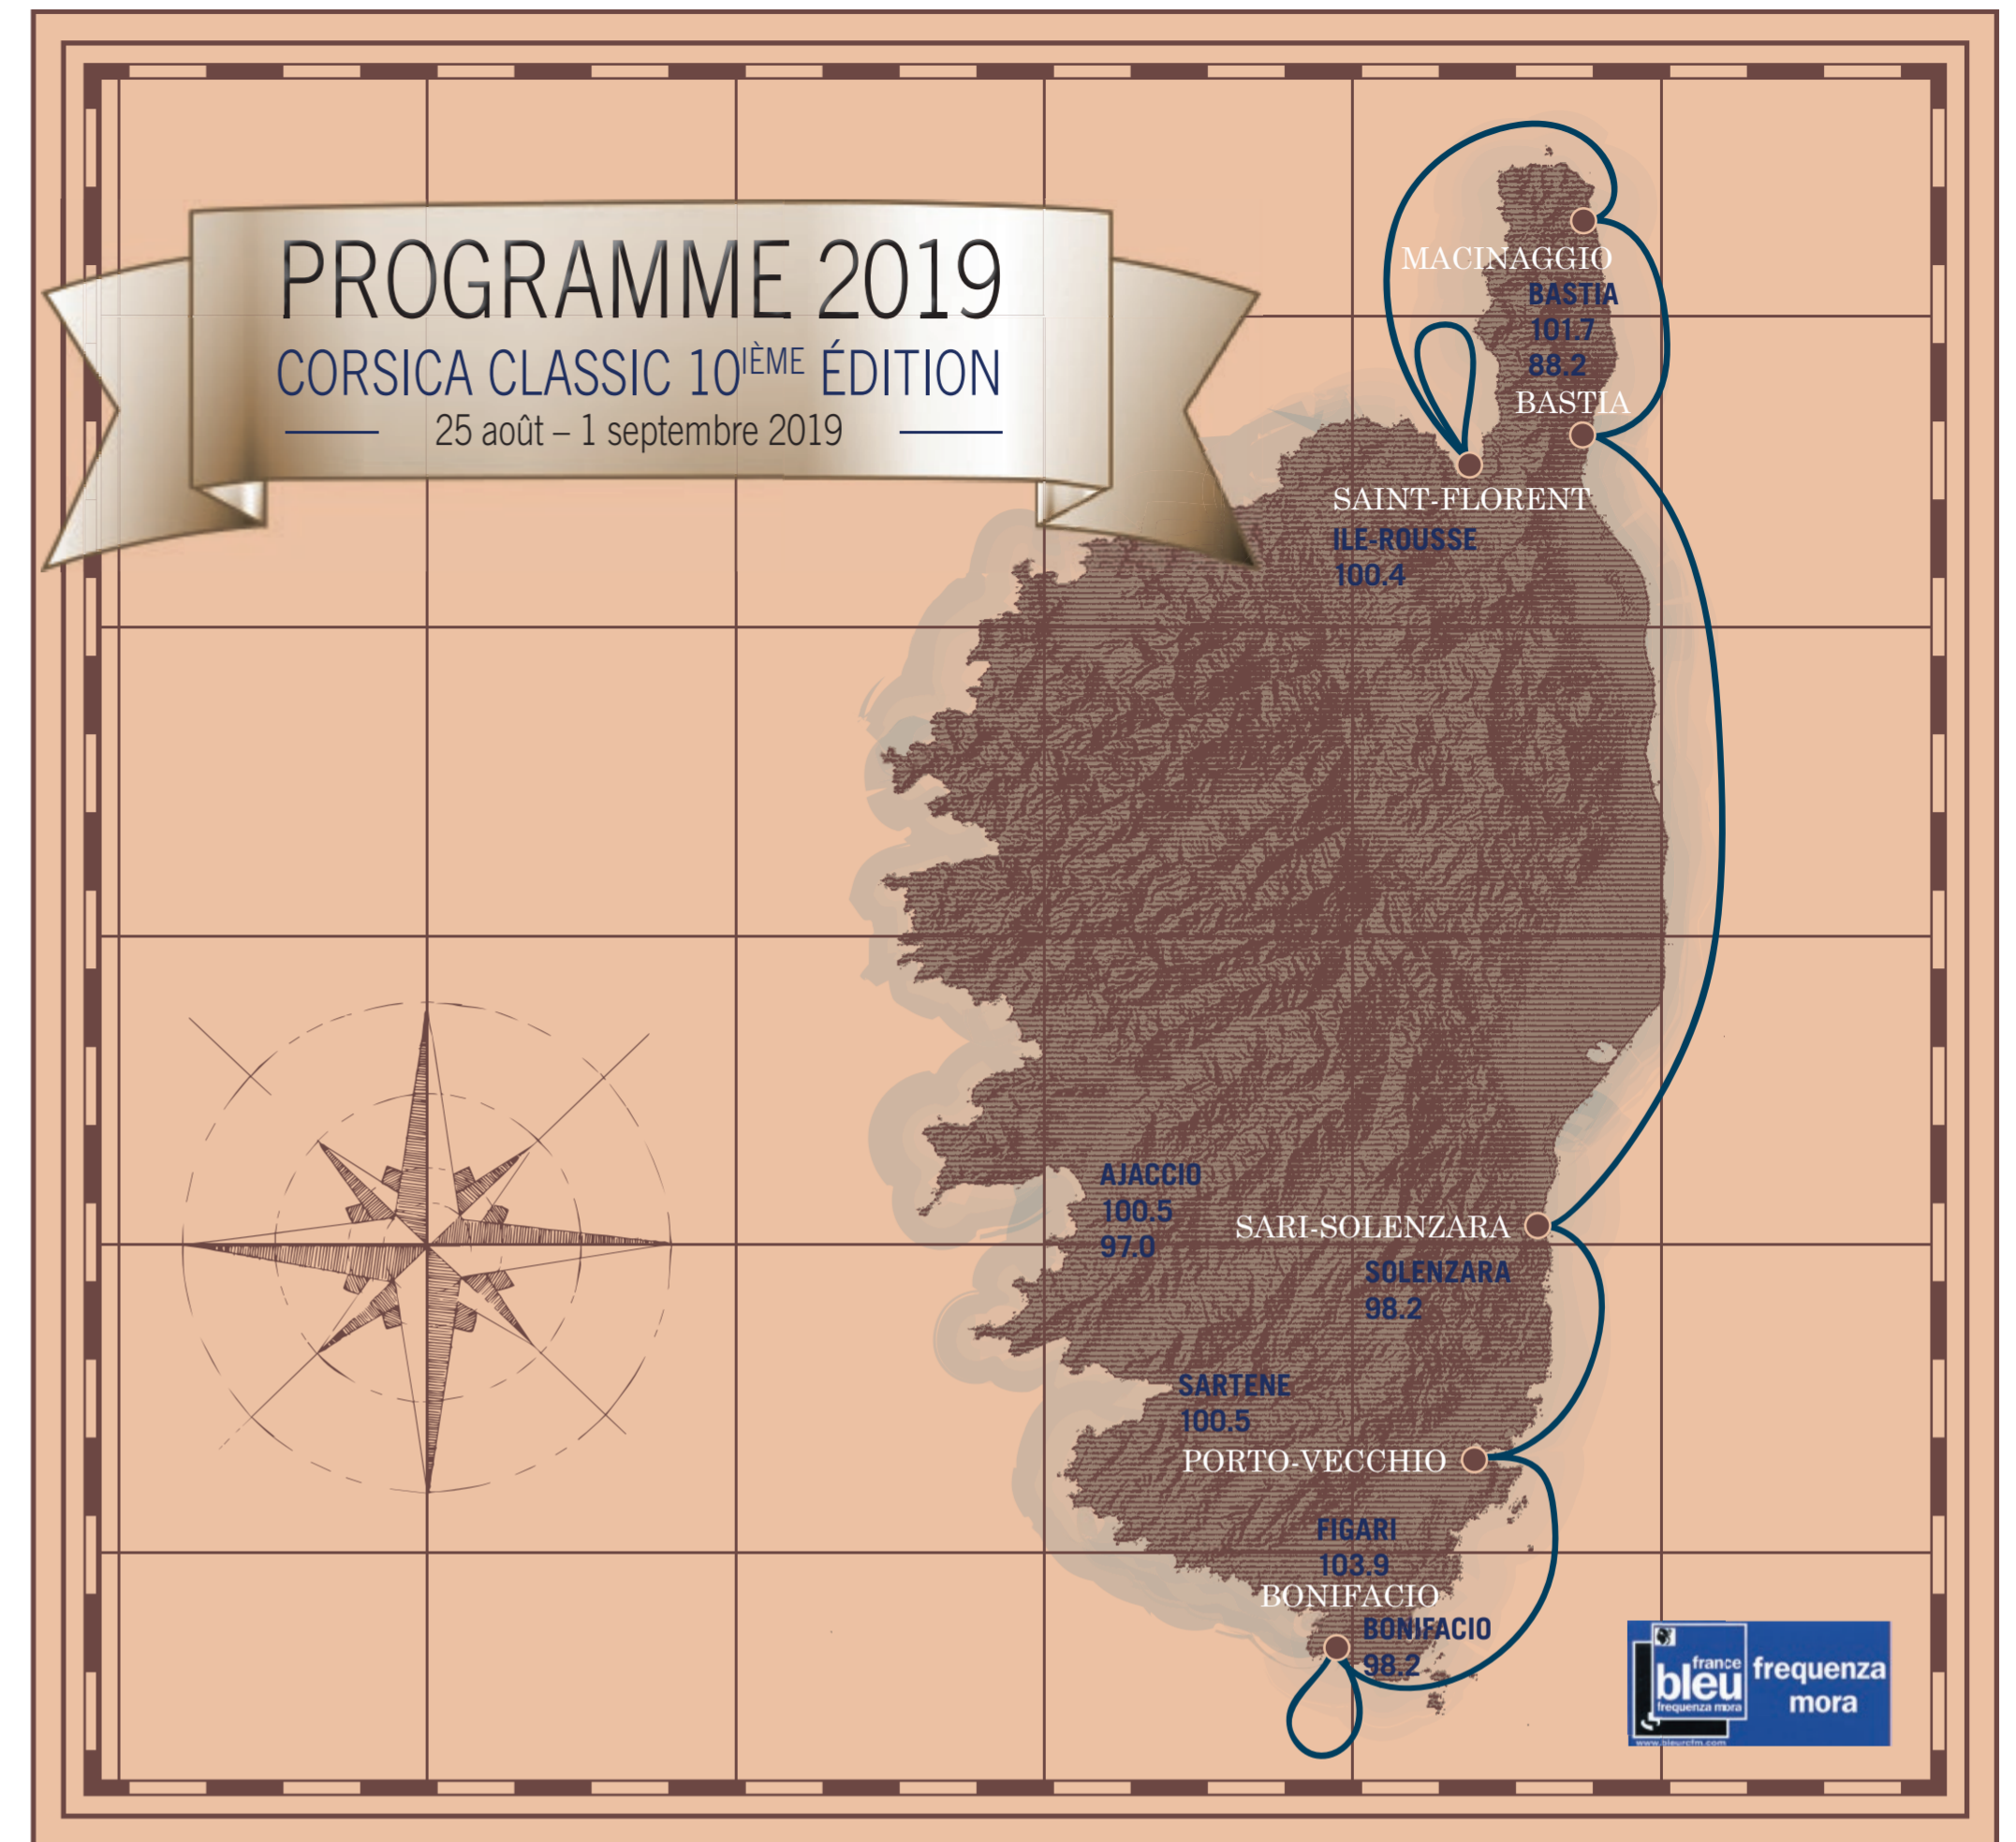 PROGRAMME 2019
CORSICA CLASSIC 10IÈME ÉDITION
25 août – 1 septembre 2019
MACINAGGIO
BASTIA
101.7
88.2
BASTIA
SAINT-FLORENT
ILE-ROUSSE
100.4
AJACCIO
100.5
97.0
SARI-SOLENZARA
SOLENZARA
98.2
SARTENE
100.5
PORTO-VECCHIO
FIGARI
103.9
BONIFACIO
BONIFACIO
98.2
france
bleu
frequenza mora
www.bleurcfm.com
frequenza
mora